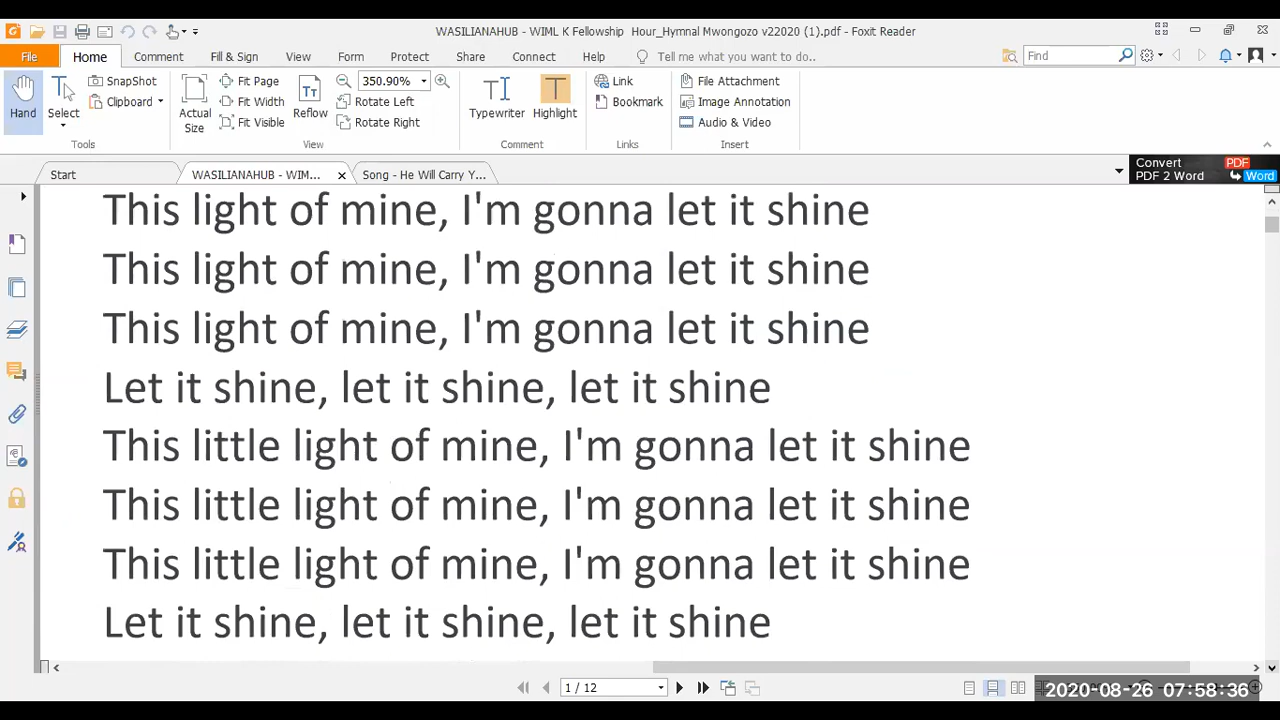 WASILIANAHUB - WIML K Fellowship Hour_Hymnal Mwongozo v22020 (1).pdf - Foxit Reader
File Home Comment Fill & Sign View Form Protect Share Connect Help Tell me what you want to do.. Find
Hand Select SnapShot Clipboard Actual Size Fit Page Fit Width Fit Visible Reflow 350.90% Rotate Left Rotate Right Typewriter Highlight Link Bookmark File Attachment Image Annotation Audio & Video
Tools View Comment Links Insert
Start WASILIANAHUB - WIM... Song - He Will Carry Y... Convert PDF
PDF 2 Word Word
This light of mine, I'm gonna let it shine
This light of mine, I'm gonna let it shine
This light of mine, I'm gonna let it shine
Let it shine, let it shine, let it shine
This little light of mine, I'm gonna let it shine
This little light of mine, I'm gonna let it shine
This little light of mine, I'm gonna let it shine
Let it shine, let it shine, let it shine
1 / 12
2020-08-26 07:58:36